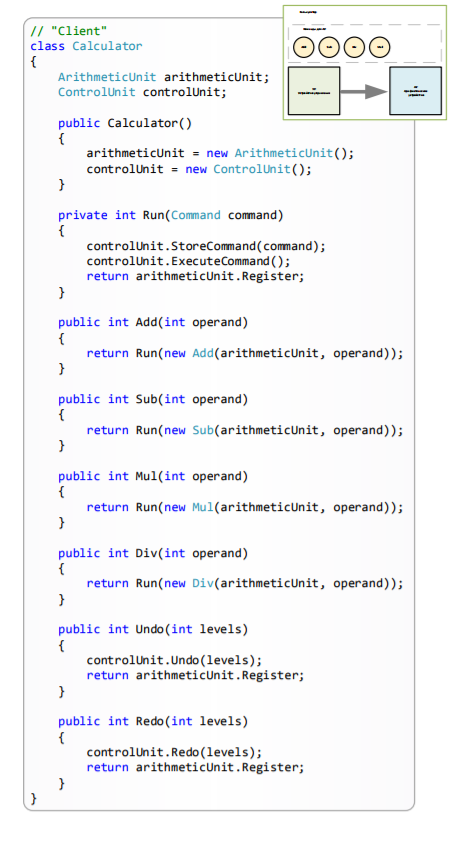 // "Client"
class Calculator
{
    ArithmeticUnit arithmeticUnit;
    ControlUnit controlUnit;

    public Calculator()
    {
        arithmeticUnit = new ArithmeticUnit();
        controlUnit = new ControlUnit();
    }

    private int Run(Command command)
    {
        controlUnit.StoreCommand(command);
        controlUnit.ExecuteCommand();
        return arithmeticUnit.Register;
    }

    public int Add(int operand)
    {
        return Run(new Add(arithmeticUnit, operand));
    }

    public int Sub(int operand)
    {
        return Run(new Sub(arithmeticUnit, operand));
    }

    public int Mul(int operand)
    {
        return Run(new Mul(arithmeticUnit, operand));
    }

    public int Div(int operand)
    {
        return Run(new Div(arithmeticUnit, operand));
    }

    public int Undo(int levels)
    {
        controlUnit.Undo(levels);
        return arithmeticUnit.Register;
    }

    public int Redo(int levels)
    {
        controlUnit.Redo(levels);
        return arithmeticUnit.Register;
    }
}